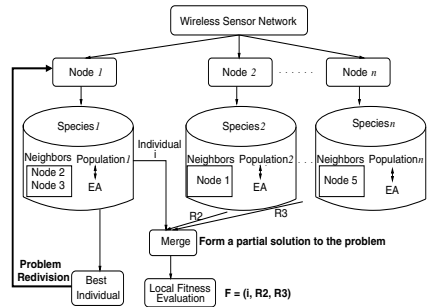 Wireless Sensor Network
Node 1
Node 2
. . . . . .
Node n
Species1
Individual
i
Species2
Speciesn
Neighbors
Population1
Node 2
Node 3
EA
Neighbors
Population2
Node 1
EA
. . .
Neighbors
Populationn
Node 5
EA
R2
R3
Merge
Form a partial solution to the problem
Problem
Redivision
Best
Individual
Local Fitness
Evaluation
F = (i, R2, R3)